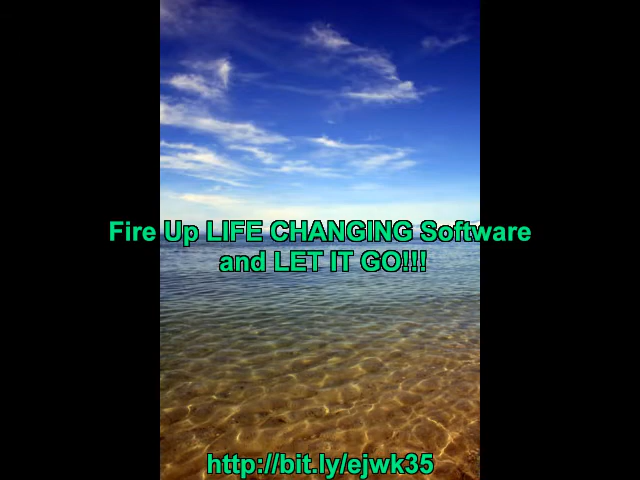 Fire Up LIFE CHANGING Software
and LET IT GO!!!
http://bit.ly/ejwk35